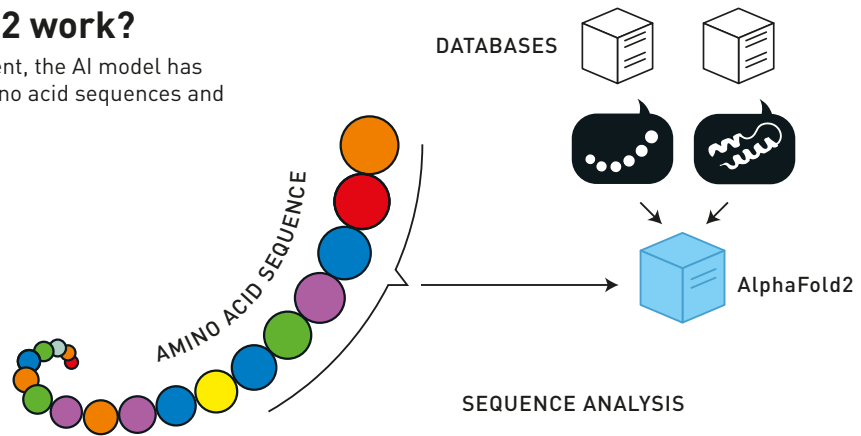 2 work?
ent, the AI model has
no acid sequences and
DATABASES
AMINO ACID SEQUENCE
AlphaFold2
SEQUENCE ANALYSIS